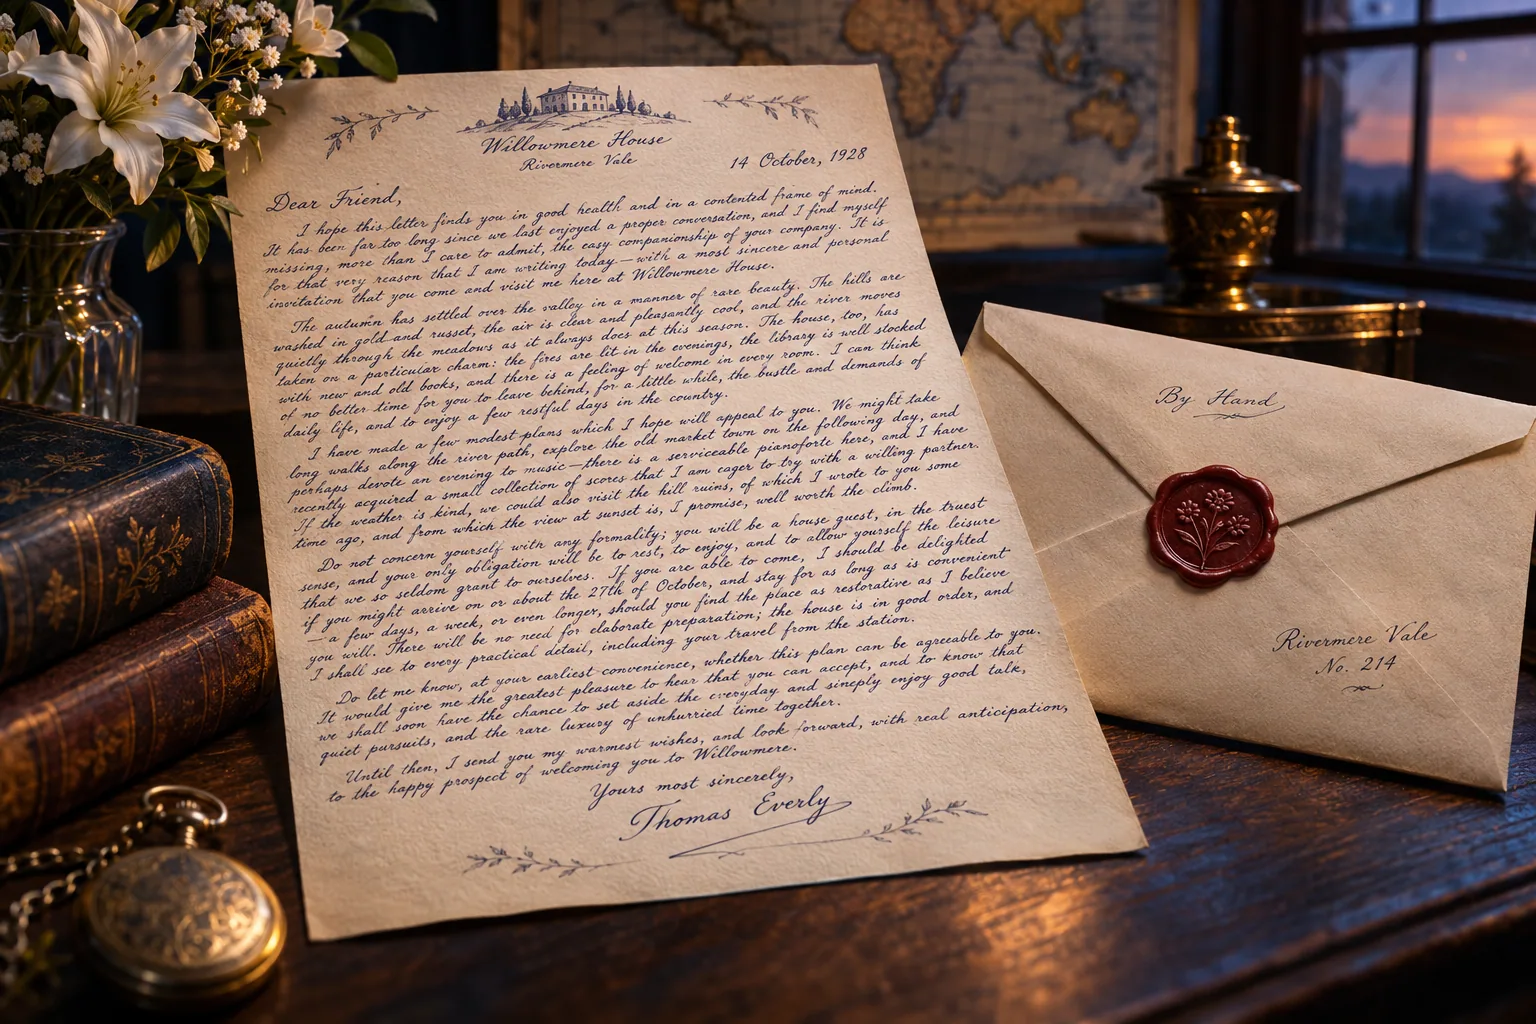 Willowmere House
Rivermere Vale
14 October, 1928
Dear Friend,
I hope this letter finds you in good health and in a contented frame of mind.
It has been far too long since we last enjoyed a proper conversation, and I find myself
missing, more than I care to admit, the easy companionship of your company. It is
for that very reason that I am writing today—with a most sincere and personal
invitation that you come and visit me here at Willowmere House.
The autumn has settled over the valley in a manner of rare beauty. The hills are
washed in gold and russet, the air is clear and pleasantly cool, and the river moves
quietly through the meadows as it always does at this season. The house, too, has
taken on a particular charm: the fires are lit in the evenings, the library is well stocked
with new and old books, and there is a feeling of welcome in every room. I can think
of no better time for you to leave behind, for a little while, the bustle and demands of
daily life, and to enjoy a few restful days in the country.
I have made a few modest plans which I hope will appeal to you. We might take
long walks along the river path, explore the old market town on the following day, and
perhaps devote an evening to music—there is a serviceable pianoforte here, and I have
recently acquired a small collection of scores that I am eager to try with a willing partner.
If the weather is kind, we could also visit the hill ruins, of which I wrote to you some
time ago, and from which the view at sunset is, I promise, well worth the climb.
Do not concern yourself with any formality; you will be a house guest, in the truest
sense, and your only obligation will be to rest, to enjoy, and to allow yourself the leisure
that we so seldom grant to ourselves. If you are able to come, I should be delighted
if you might arrive on or about the 27th of October, and stay for as long as is convenient
—a few days, a week, or even longer, should you find the place as restorative as I believe
you will. There will be no need for elaborate preparation; the house is in good order, and
I shall see to every practical detail, including your travel from the station.
Do let me know, at your earliest convenience, whether this plan can be agreeable to you.
It would give me the greatest pleasure to hear that you can accept, and to know that
we shall soon have the chance to set aside the everyday and sincply enjoy good talk,
quiet pursuits, and the rare luxury of unhurried time together.
Until then, I send you my warmest wishes, and look forward, with real anticipation,
to the happy prospect of welcoming you to Willowmere.
Yours most sincerely,
Thomas Everly
By Hand
Rivermere Vale
No. 214